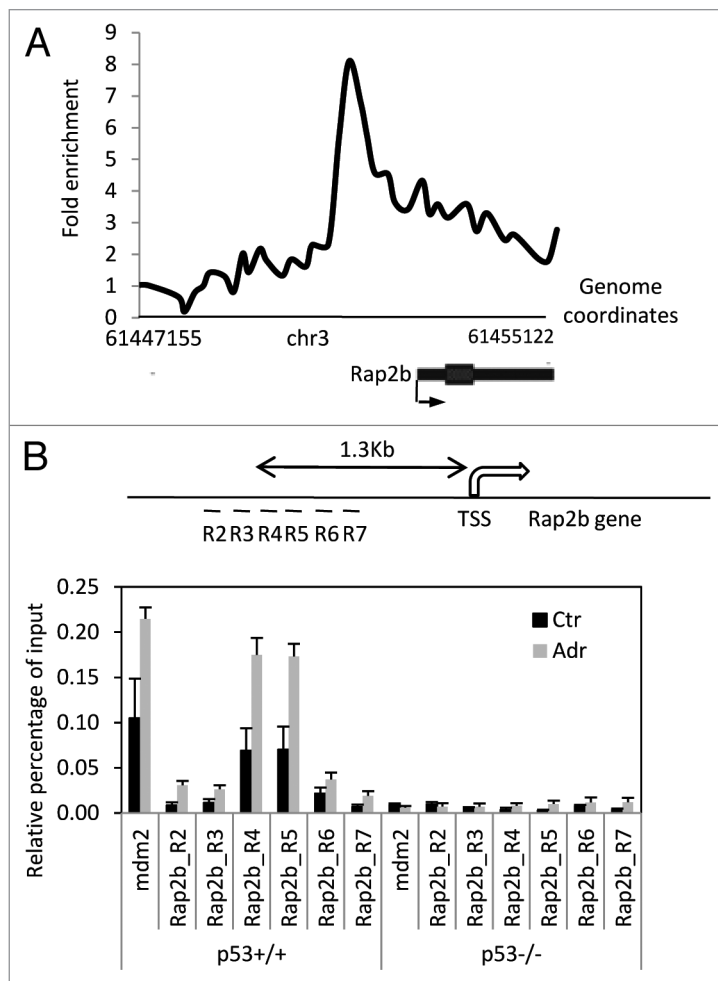 A
Fold enrichment
9
8
7
6
5
4
3
2
1
0
61447155
chr3
61455122
Genome
coordinates
Rap2b
B
1.3Kb
TSS
Rap2b gene
R2 R3 R4 R5 R6 R7
Relative percentage of input
0.25
0.20
0.15
0.10
0.05
0.00
Ctr
Adr
mdm2
Rap2b_R2
Rap2b_R3
Rap2b_R4
Rap2b_R5
Rap2b_R6
Rap2b_R7
mdm2
Rap2b_R2
Rap2b_R3
Rap2b_R4
Rap2b_R5
Rap2b_R6
Rap2b_R7
p53+/+
p53-/-